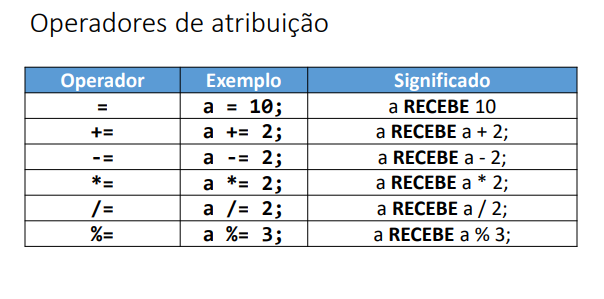 Operadores de atribuição
Operador Exemplo Significado
= a = 10; a RECEBE 10
+= a += 2; a RECEBE a + 2;
-= a -= 2; a RECEBE a - 2;
*= a *= 2; a RECEBE a * 2;
/= a /= 2; a RECEBE a / 2;
%= a %= 3; a RECEBE a % 3;